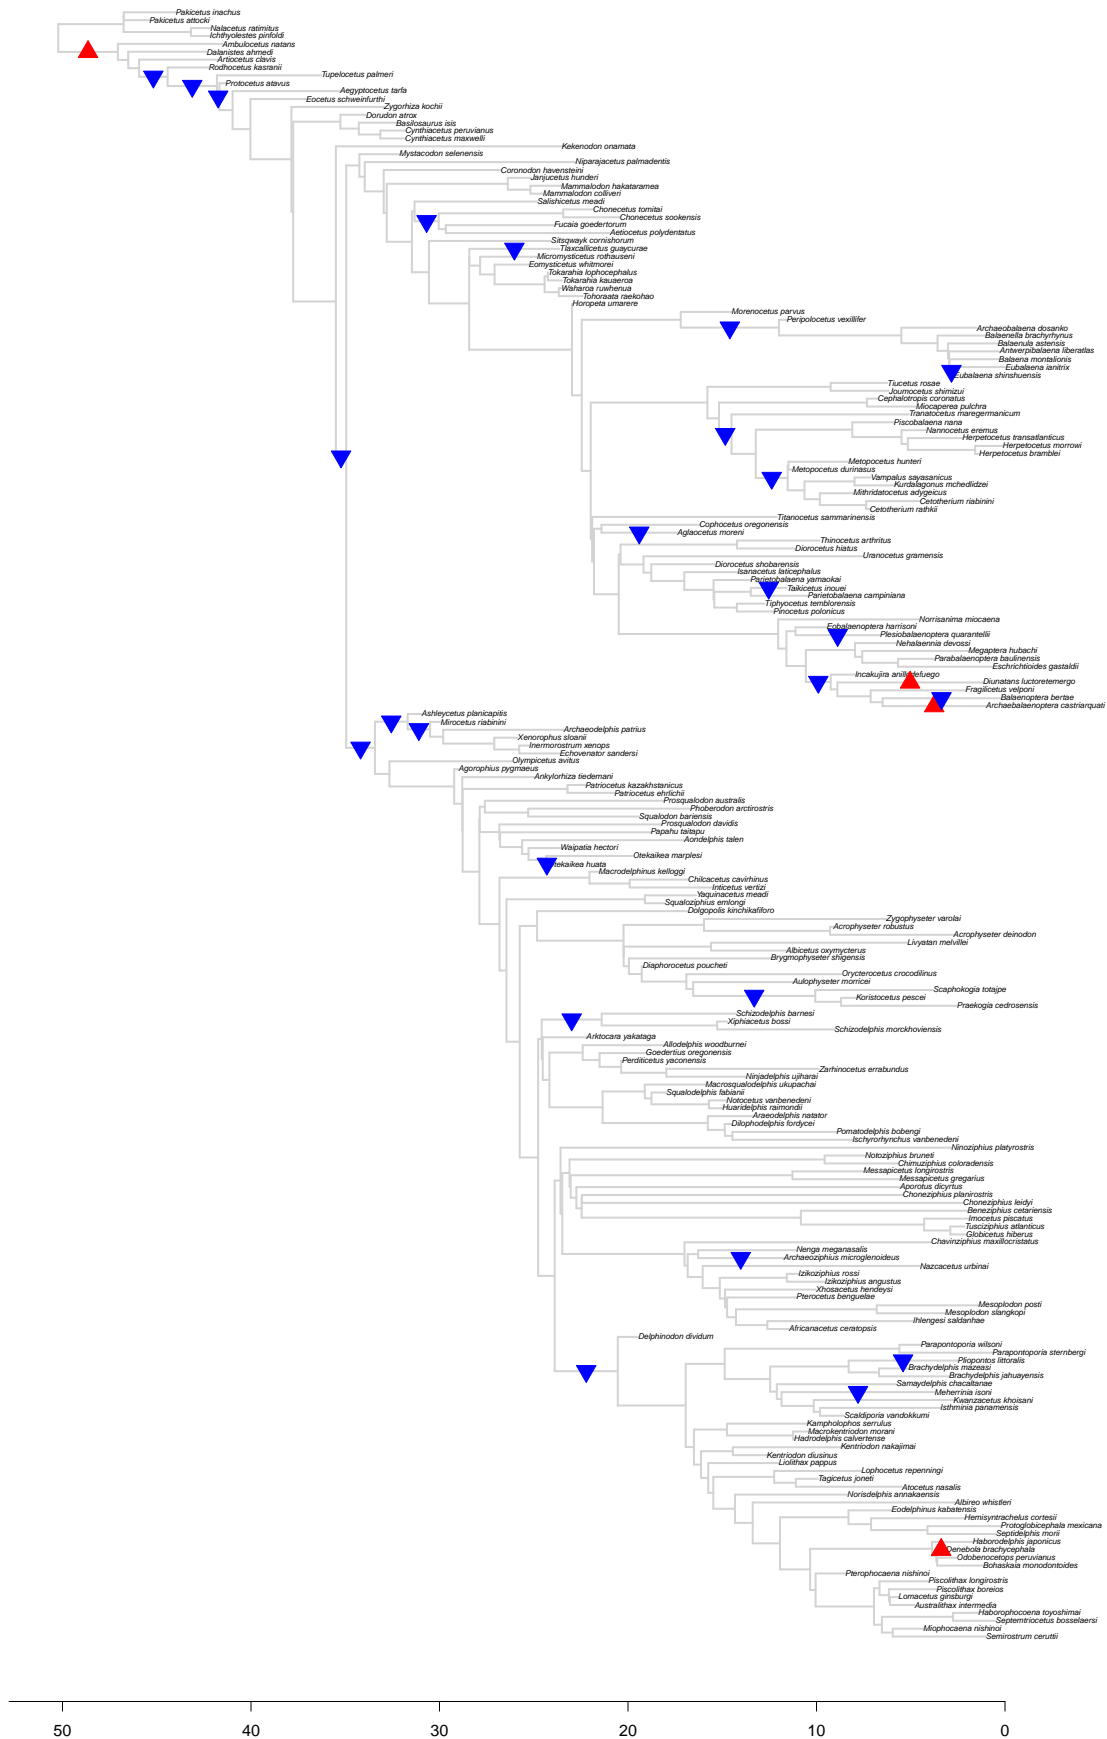 Pakicetus inachus
Pakicetus attocki
Nalacetus ratimitus
Ichthyolestes pinfoldi
Ambulocetus natans
Dalanistes ahmedi
Artiocetus clavis
Rodhocetus kasranii
Tupelocetus palmeri
Protocetus atavus
Aegyptocetus tarfa
Eocetus schweinfurthi
Zygorhiza kochii
Dorudon atrox
Basilosaurus isis
Cynthiacetus peruvianus
Cynthiacetus maxwelli
Kekenodon onamata
Mystacodon selenensis
Niparajacetus palmadentis
Coronodon havensteini
Janjucetus hunderi
Mammalodon hakataramea
Mammalodon colliveri
Salishicetus meadi
Chonecetus tomitai
Chonecetus sookensis
Fucaia goedertorum
Aetiocetus polydentatus
Sitsqwayk cornishorum
Tlaxcallicetus guaycurae
Micromysticetus rothauseni
Eomysticetus whitmorei
Tokarahia lophocephalus
Tokarahia kauaeroa
Waharoa ruwhenua
Tohoraata raekohao
Horopeta umarere
Morenocetus parvus
Peripolocetus vexillifer
Archaeobalaena dosanko
Balaenella brachyrhynus
Balaenula astensis
Antwerpibalaena liberatlas
Balaena montalionis
Eubalaena ianitrix
Eubalaena shinshuensis
Tiucetus rosae
Joumocetus shimizui
Cephalotropis coronatus
Miocaperea pulchra
Tranatocetus maregermanicum
Piscobalaena nana
Nannocetus eremus
Herpetocetus transatlanticus
Herpetocetus morrowi
Herpetocetus bramblei
Metopocetus hunteri
Metopocetus durinasus
Vampalus sayasanicus
Kurdalagonus mchedlidzei
Mithridatocetus adygeicus
Cetotherium riabinini
Cetotherium rathkii
Titanocetus sammarinensis
Cophocetus oregonensis
Aglaocetus moreni
Thinocetus arthritus
Diorocetus hiatus
Uranocetus gramensis
Diorocetus shobarensis
Isanacetus laticephalus
Parietobalaena yamaokai
Taikicetus inouei
Parietobalaena campiniana
Tiphyocetus temblorensis
Pinocetus polonicus
Norrisanima miocaena
Eobalaenoptera harrisoni
Plesiobalaenoptera quarantellii
Nehalaennia devossi
Megaptera hubachi
Parabalaenoptera baulinensis
Eschrichtioides gastaldii
Incakujira anillodefuego
Diunatans luctoretemergo
Fragilicetus velponi
Balaenoptera bertae
Archaebalaenoptera castriarquati
Ashleycetus planicapitis
Mirocetus riabinini
Archaeodelphis patrius
Xenorophus sloanii
Inermorostrum xenops
Echovenator sandersi
Olympicetus avitus
Agorophius pygmaeus
Ankylorhiza tiedemani
Patriocetus kazakhstanicus
Patriocetus ehrlichii
Prosqualodon australis
Phoberodon arctirostris
Squalodon bariensis
Prosqualodon davidis
Papahu taitapu
Aondelphis talen
Waipatia hectori
Otekaikea marplesi
Otekaikea huata
Macrodelphinus kelloggi
Chilcacetus cavirhinus
Inticetus vertizi
Yaquinacetus meadi
Squaloziphius emlongi
Dolgopolis kinchikafiforo
Zygophyseter varolai
Acrophyseter robustus
Acrophyseter deinodon
Livyatan melvillei
Albicetus oxymycterus
Brygmophyseter shigensis
Diaphorocetus poucheti
Orycterocetus crocodilinus
Aulophyseter morricei
Scaphokogia totajpe
Koristocetus pescei
Praekogia cedrosensis
Schizodelphis barnesi
Xiphiacetus bossi
Schizodelphis morckhoviensis
Arktocara yakataga
Allodelphis woodburnei
Goedertius oregonensis
Perditicetus yaconensis
Zarhinocetus errabundus
Ninjadelphis ujiharai
Macrosqualodelphis ukupachai
Squalodelphis fabianii
Notocetus vanbenedeni
Huaridelphis raimondii
Araeodelphis natator
Dilophodelphis fordycei
Pomatodelphis bobengi
Ischyrorhynchus vanbenedeni
Ninoziphius platyrostris
Notoziphius bruneti
Chimuziphius coloradensis
Messapicetus longirostris
Messapicetus gregarius
Aporotus dicyrtus
Choneziphius planirostris
Choneziphius leidyi
Beneziphius cetariensis
Imocetus piscatus
Tusciziphius atlanticus
Globicetus hiberus
Chavinziphius maxillocristatus
Nenga meganasalis
Archaeoziphius microglenoideus
Nazcacetus urbinai
Izikoziphius rossi
Izikoziphius angustus
Xhosacetus hendeysi
Pterocetus benguelae
Mesoplodon posti
Mesoplodon slangkopi
Ihlengesi saldanhae
Africanacetus ceratopsis
Delphinodon dividum
Parapontoporia wilsoni
Parapontoporia sternbergi
Pliopontos littoralis
Brachydelphis mazeasi
Brachydelphis jahuayensis
Samaydelphis chacaltanae
Meherrinia isoni
Kwanzacetus khoisani
Isthminia panamensis
Scaldiporia vandokkumi
Kampholophos serrulus
Macrokentriodon morani
Hadrodelphis calvertense
Kentriodon nakajimai
Kentriodon diusinus
Liolithax pappus
Lophocetus repenningi
Tagicetus joneti
Atocetus nasalis
Norisdelphis annakaensis
Albireo whistleri
Eodelphinus kabatensis
Hemisyntrachelus cortesii
Protoglobicephala mexicana
Septidelphis morii
Haborodelphis japonicus
Denebola brachycephala
Odobenocetops peruvianus
Bohaskaia monodontoides
Pterophocaena nishinoi
Piscolithax longirostris
Piscolithax boreios
Lomacetus ginsburgi
Australithax intermedia
Haborophocoena toyoshimai
Septemtriocetus bosselaersi
Miophocaena nishinoi
Semirostrum ceruttii
50 40 30 20 10 0